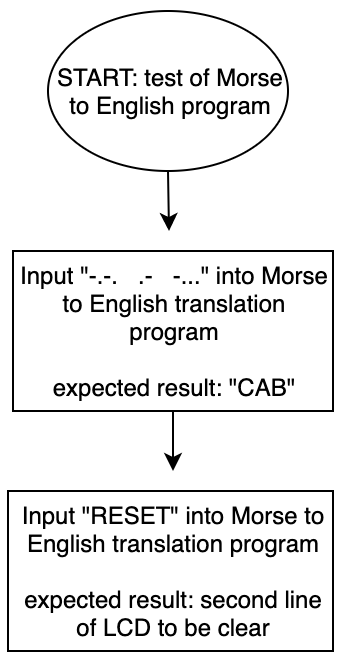 START: test of Morse
to English program
Input "-.-.   .-   -..." into Morse
to English translation
program
expected result: "CAB"
Input "RESET" into Morse to
English translation program
expected result: second line
of LCD to be clear